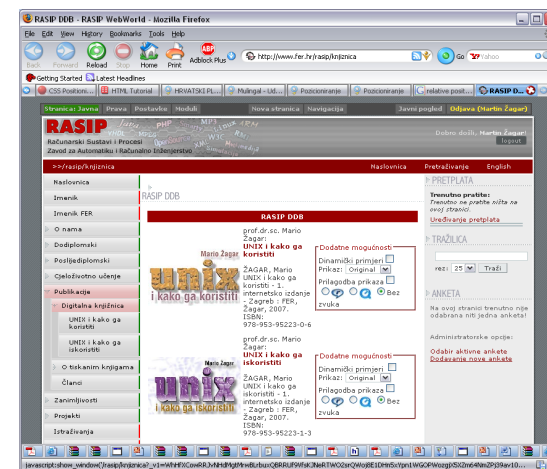 RASIP DDB - RASIP WebWorld - Mozilla Firefox
File Edit View History Bookmarks Tools Help
Back Forward Reload Stop Home Print Adblock Plus http://www.fer.hr/rasip/knjiznica Go Yahoo
Getting Started Latest Headlines
CSS Positioni... HTML Tutorial HRVATSKI PL... Mulingal - Ud... Pozicioniranje Pozicioniranje relative posit... RASIP D...
Stranica: Javna Prava Postavke Moduli Nova stranica Navigacija Javni pogled Odjava (Martin Žagar)
RASIP
Računarski Sustavi i Procesi
Zavod za Automatiku i Računalno Inženjerstvo
Dobro došli, Martin Žagar!
logout
>>/rasip/knjiznica Naslovnica Pretraživanje English
Naslovnica
Imenik
Imenik FER
O nama
Dodiplomski
Poslijediplomski
Cjeloživotno učenje
Publikacije
Digitalna knjižnica
UNIX i kako ga koristiti
UNIX i kako ga iskoristiti
O tiskanim knjigama
Članci
Zanimljivosti
Projekti
Istraživanja
RASIP DDB
RASIP DDB
Mario Žagar
unix
i kako ga koristiti
prof.dr.sc. Mario
Žagar:
UNIX i kako ga
koristiti
ŽAGAR, Mario
UNIX i kako ga
koristiti - 1.
internetsko izdanje
- Zagreb : FER,
Žagar, 2007.
ISBN:
978-953-95223-0-6
Dodatne mogućnosti
Dinamički primjeri
Prikaz: Original
Prilagodba prikaza
Bez
zvuka
Mario Žagar
unix
i kako ga iskoristiti
prof.dr.sc. Mario
Žagar:
UNIX i kako ga
iskoristiti
ŽAGAR, Mario
UNIX i kako ga
iskoristiti - 1.
internetsko
izdanje - Zagreb :
FER, Žagar,
2007.
ISBN:
978-953-95223-1-3
Dodatne mogućnosti
Dinamički primjeri
Prikaz: Original
Prilagodba prikaza
Bez
zvuka
PRETPLATA
Trenutno pratite:
Trenutno ne pratite ništa na
ovoj stranici.
Uređivanje pretplata
TRAŽILICA
rez: 25 Traži
ANKETA
Na ovoj stranici trenutno nije
odabrana niti jedna anketa!
Administratorske opcije:
Odabir aktivne ankete
Dodavanje nove ankete